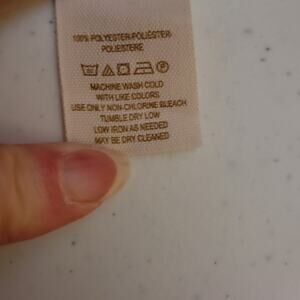 100% POLYESTER-POLIÉSTER-
POLIESTERE
MACHINE WASH COLD
WITH LIKE COLORS
USE ONLY NON-CHLORINE BLEACH
TUMBLE DRY LOW
LOW IRON AS NEEDED
MAY BE DRY CLEANED